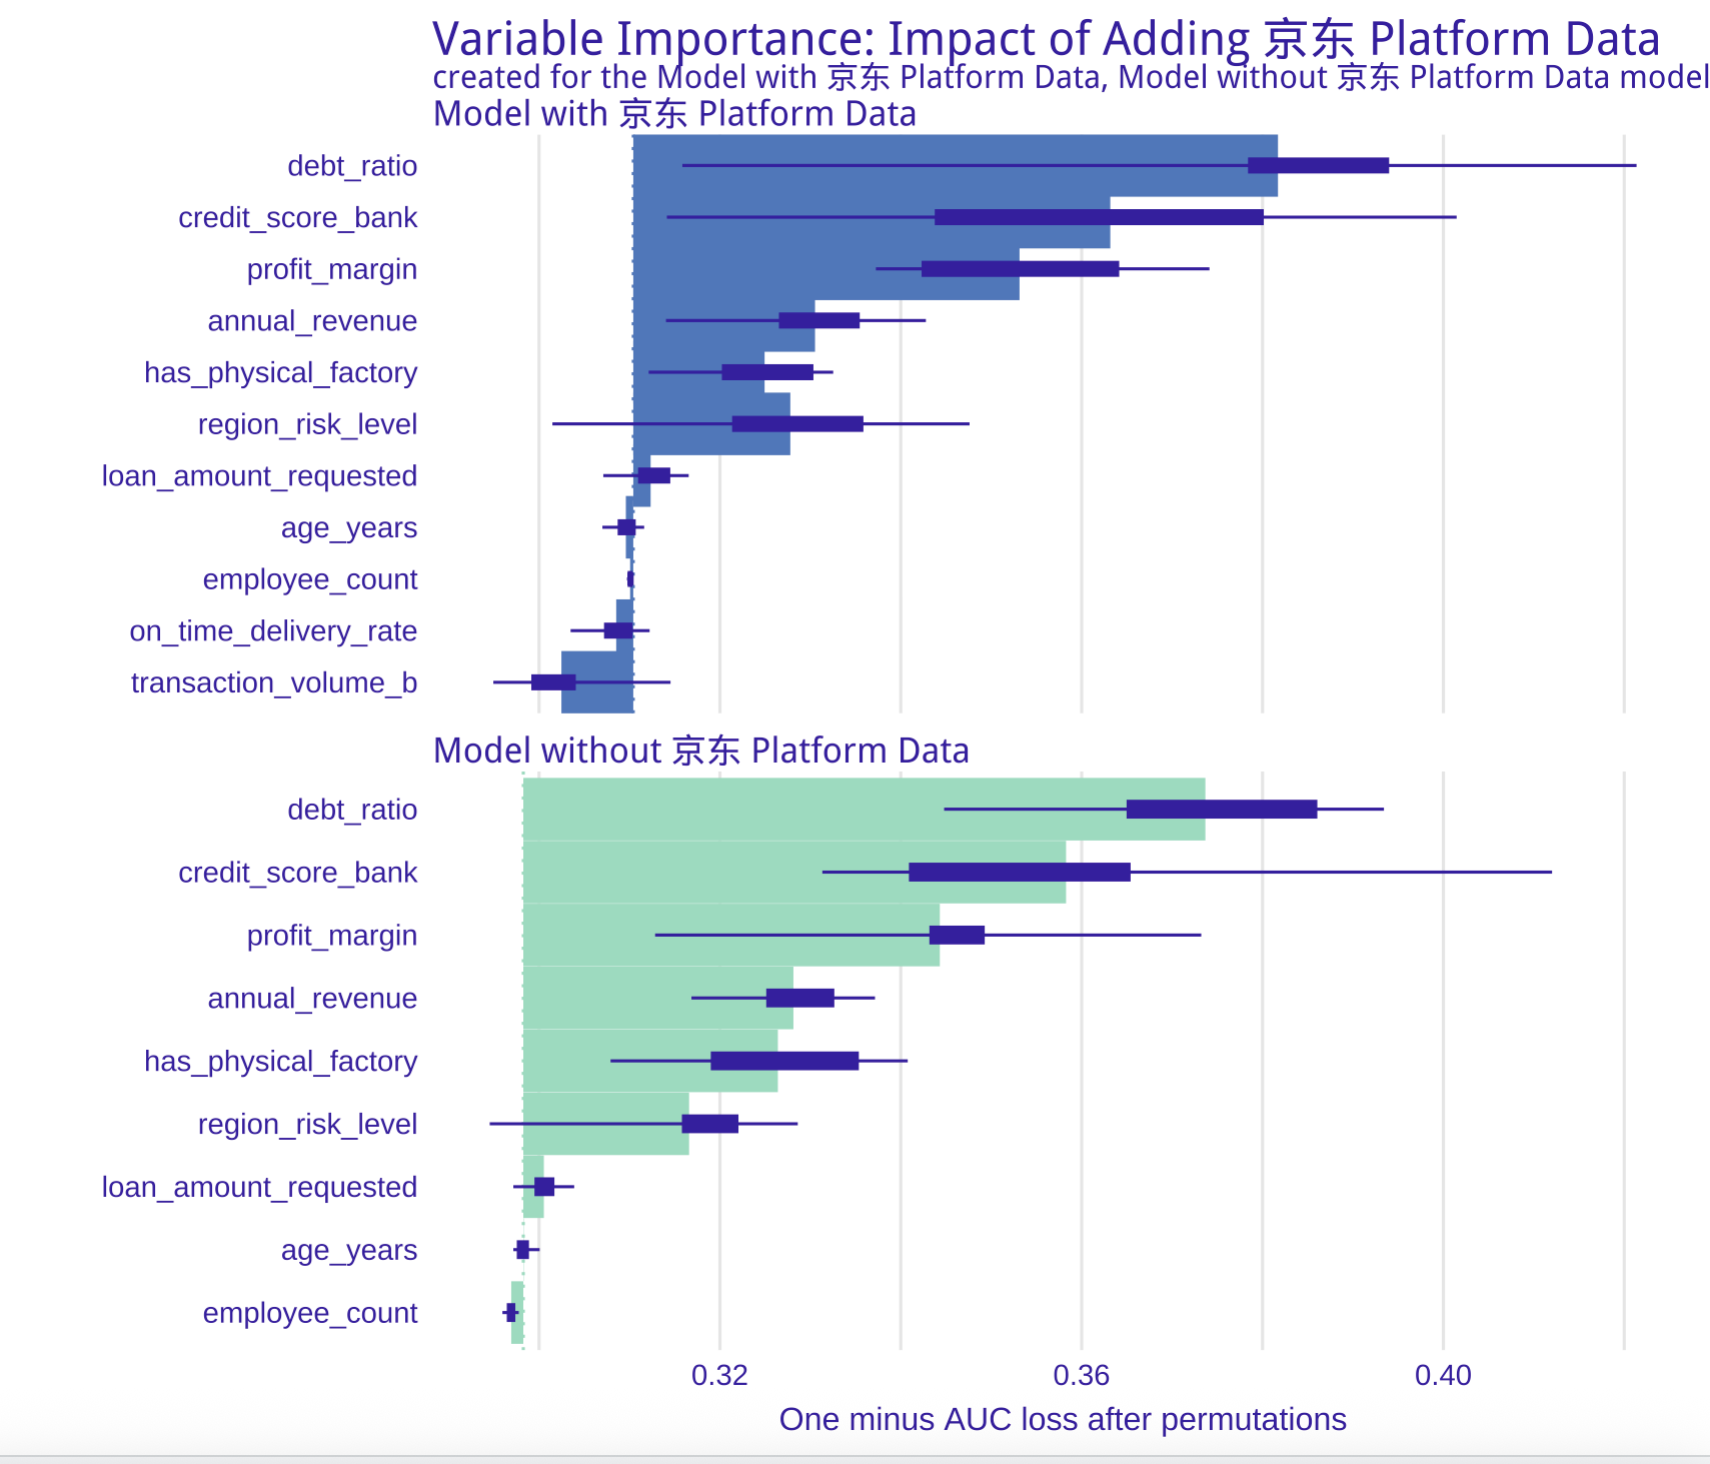 Variable Importance: Impact of Adding 京东 Platform Data
created for the Model with 京东 Platform Data, Model without 京东 Platform Data model
Model with 京东 Platform Data
debt_ratio
credit_score_bank
profit_margin
annual_revenue
has_physical_factory
region_risk_level
loan_amount_requested
age_years
employee_count
on_time_delivery_rate
transaction_volume_b
Model without 京东 Platform Data
debt_ratio
credit_score_bank
profit_margin
annual_revenue
has_physical_factory
region_risk_level
loan_amount_requested
age_years
employee_count
0.32 0.36 0.40
One minus AUC loss after permutations